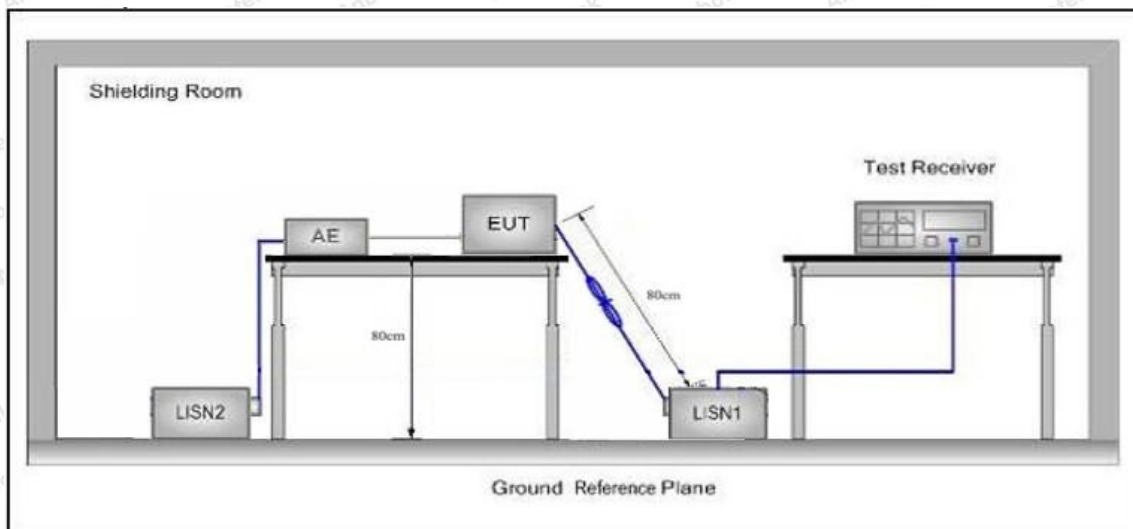 Shielding Room
Test Receiver
EUT
AE
80cm
80cm
LISN2
LISN1
Ground Reference Plane